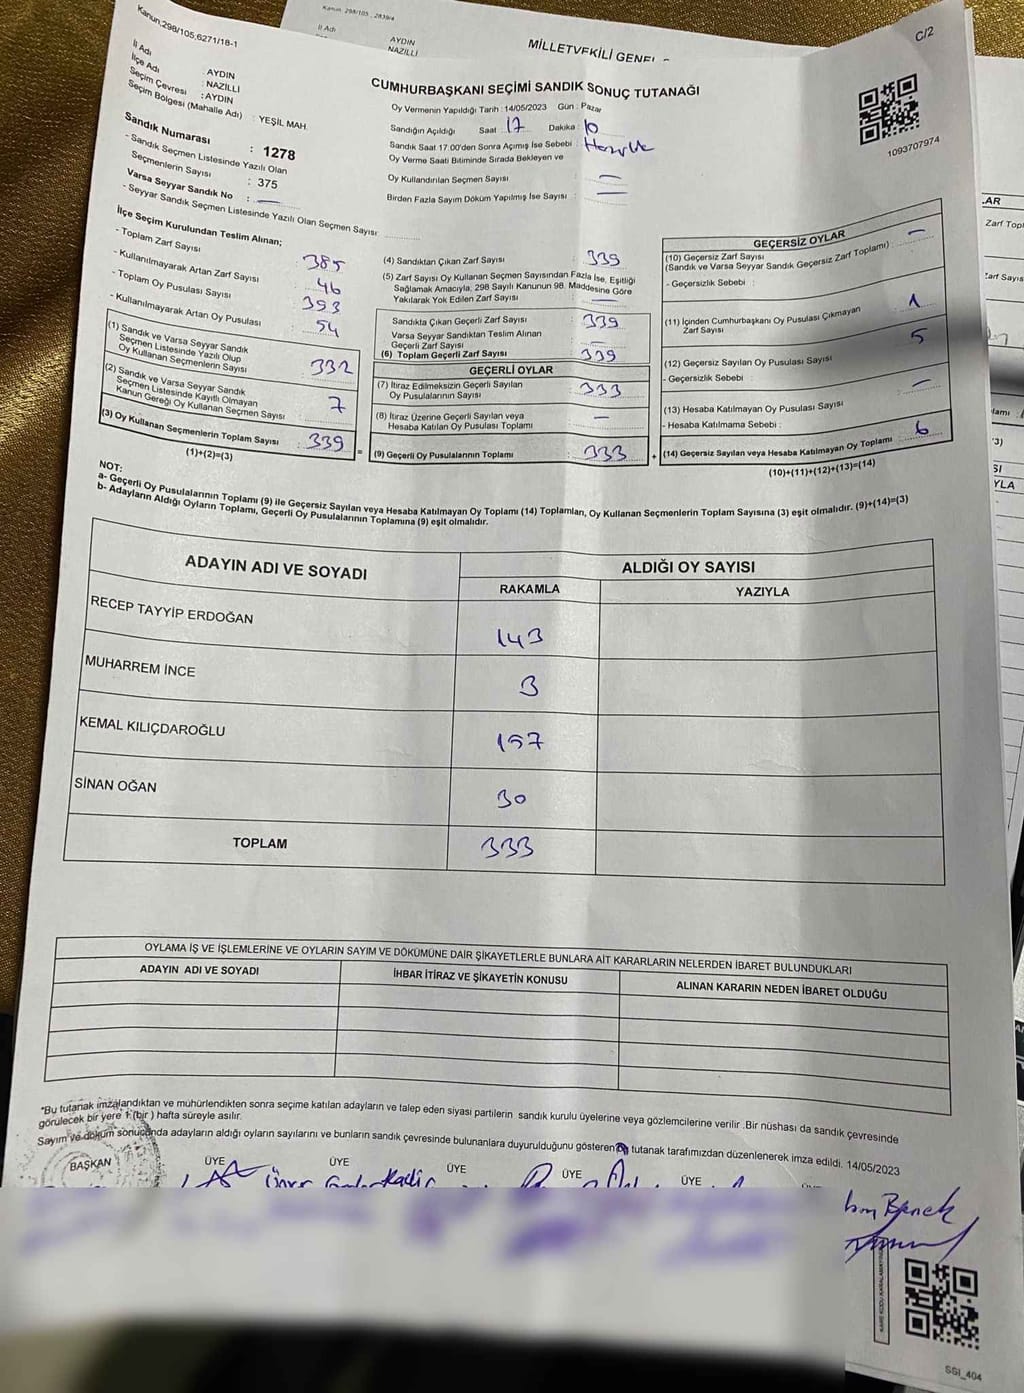 Kanun 298/105 , 2839/4
İl Adı
AYDIN
NAZİLLİ
MİLLETVEKİLİ GENEL
Kanun:298/105,6271/18-1
C/2
İl Adı : AYDIN
İlçe Adı : NAZİLLİ
Seçim Çevresi : AYDIN
Seçim Bölgesi (Mahalle Adı) : YEŞİL MAH.
Sandık Numarası : 1278
- Sandık Seçmen Listesinde Yazılı Olan
Seçmenlerin Sayısı : 375
Varsa Seyyar Sandık No : —
- Seyyar Sandık Seçmen Listesinde Yazılı Olan Seçmen Sayısı
CUMHURBAŞKANI SEÇİMİ SANDIK SONUÇ TUTANAĞI
Oy Vermenin Yapıldığı Tarih : 14/05/2023 Gün : Pazar
Sandığın Açıldığı Saat : 17 Dakika : 10
Sandık Saat 17.00'den Sonra Açımış İse Sebebi :
Oy Verme Saati Bitiminde Sırada Bekleyen ve
Oy Kullandırılan Seçmen Sayısı : —
Birden Fazla Sayım Döküm Yapılmış İse Sayısı : —
1093707974
İlçe Seçim Kurulundan Teslim Alınan;
- Toplam Zarf Sayısı : 385
- Kullanılmayarak Artan Zarf Sayısı : 46
- Toplam Oy Pusulası Sayısı : 393
- Kullanılmayarak Artan Oy Pusulası : 54
(1) Sandık ve Varsa Seyyar Sandık
Seçmen Listesinde Yazılı Olup
Oy Kullanan Seçmenlerin Sayısı : 332
(2) Sandık ve Varsa Seyyar Sandık
Seçmen Listesinde Kayıtlı Olmayan
Kanun Gereği Oy Kullanan Seçmen Sayısı : 7
(3) Oy Kullanan Seçmenlerin Toplam Sayısı : 339
(1)+(2)=(3)
=
(4) Sandıktan Çıkan Zarf Sayısı : 339
(5) Zarf Sayısı Oy Kullanan Seçmen Sayısından Fazla İse, Eşitliği
Sağlamak Amacıyla, 298 Sayılı Kanunun 98. Maddesine Göre
Yakılarak Yok Edilen Zarf Sayısı : —
Sandıkta Çıkan Geçerli Zarf Sayısı : 339
Varsa Seyyar Sandıktan Teslim Alınan
Geçerli Zarf Sayısı : —
(6) Toplam Geçerli Zarf Sayısı : 339
GEÇERLİ OYLAR
(7) İtiraz Edilmeksizin Geçerli Sayılan
Oy Pusulalarının Sayısı : 333
(8) İtiraz Üzerine Geçerli Sayılan veya
Hesaba Katılan Oy Pusulası Toplamı : —
(9) Geçerli Oy Pusulalarının Toplamı : 333
+
GEÇERSİZ OYLAR
(10) Geçersiz Zarf Sayısı
(Sandık ve Varsa Seyyar Sandık Geçersiz Zarf Toplamı) : —
- Geçersizlik Sebebi :
(11) İçinden Cumhurbaşkanı Oy Pusulası Çıkmayan
Zarf Sayısı : 1
(12) Geçersiz Sayılan Oy Pusulası Sayısı : 5
- Geçersizlik Sebebi :
(13) Hesaba Katılmayan Oy Pusulası Sayısı : —
- Hesaba Katılmama Sebebi :
(14) Geçersiz Sayılan veya Hesaba Katılmayan Oy Toplamı : 6
(10)+(11)+(12)+(13)=(14)
NOT:
a- Geçerli Oy Pusulalarının Toplamı (9) ile Geçersiz Sayılan veya Hesaba Katılmayan Oy Toplamı (14) Toplamları, Oy Kullanan Seçmenlerin Toplam Sayısına (3) eşit olmalıdır. (9)+(14)=(3)
b- Adayların Aldığı Oyların Toplamı, Geçerli Oy Pusulalarının Toplamına (9) eşit olmalıdır.
ADAYIN ADI VE SOYADI
ALDIĞI OY SAYISI
RAKAMLA
YAZIYLA
RECEP TAYYİP ERDOĞAN 143
MUHARREM İNCE 3
KEMAL KILIÇDAROĞLU 157
SİNAN OĞAN 30
TOPLAM 333
OYLAMA İŞ VE İŞLEMLERİNE VE OYLARIN SAYIM VE DÖKÜMÜNE DAİR ŞİKAYETLERLE BUNLARA AİT KARARLARIN NELERDEN İBARET BULUNDUKLARI
ADAYIN ADI VE SOYADI
İHBAR İTİRAZ VE ŞİKAYETİN KONUSU
ALINAN KARARIN NEDEN İBARET OLDUĞU
*Bu tutanak imzalandıktan ve mühürlendikten sonra seçime katılan adayların ve talep eden siyasi partilerin sandık kurulu üyelerine veya gözlemcilerine verilir .Bir nüshası da sandık çevresinde
görülecek bir yere 1 (bir ) hafta süreyle asılır.
Sayım ve döküm sonucunda adayların aldığı oyların sayılarını ve bunların sandık çevresinde bulunanlara duyurulduğunu gösteren tutanak tarafımızdan düzenlenerek imza edildi. 14/05/2023
BAŞKAN ÜYE ÜYE ÜYE ÜYE ÜYE
SSI_404